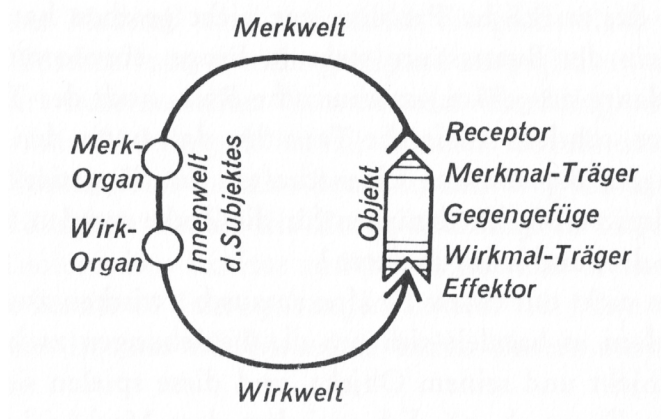 Merkwelt
Merk-
Organ
Wirk-
Organ
Innenwelt
d.Subjektes
Objekt
Receptor
Merkmal-Träger
Gegengefüge
Wirkmal-Träger
Effektor
Wirkwelt